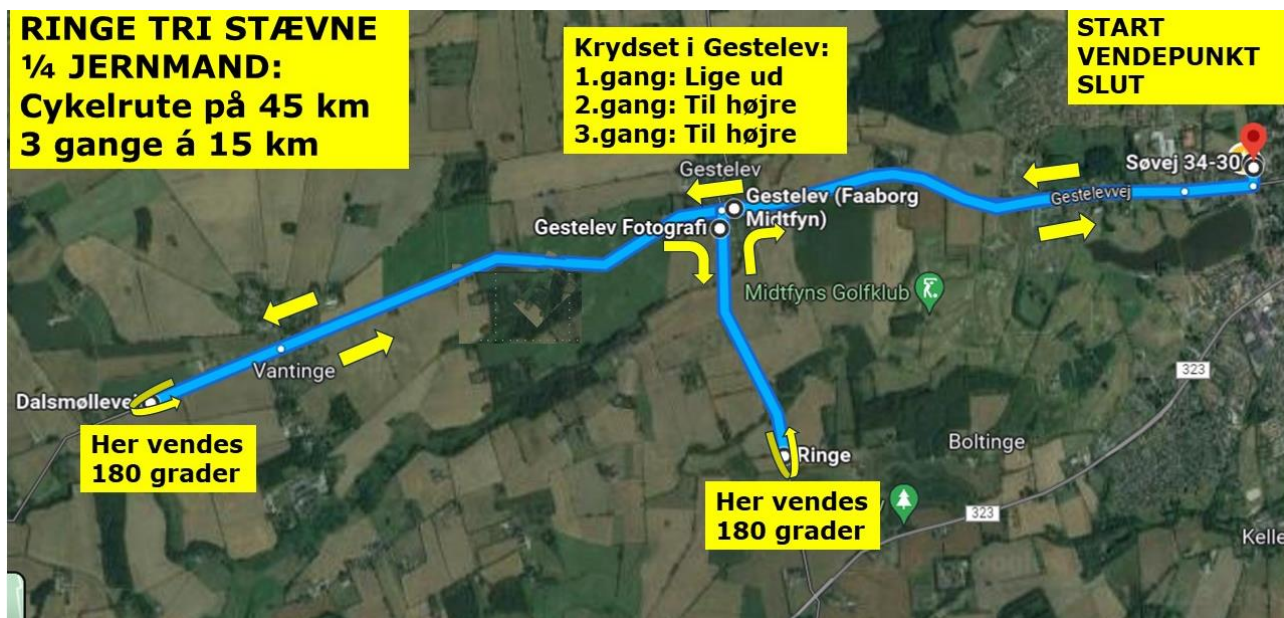 RINGE TRI STÆVNE
¼ JERNMAND:
Cykelrute på 45 km
3 gange á 15 km
Krydset i Gestelev:
1.gang: Lige ud
2.gang: Til højre
3.gang: Til højre
START
VENDEPUNKT
SLUT
Gestelev
Søvej 34-30
Gestelevvej
Gestelev (Faaborg
Midtfyn)
Gestelev Fotografi
Midtfyns Golfklub
323
Vantinge
Dalsmøllevej
Her vendes
180 grader
Ringe
Boltinge
Her vendes
180 grader
323
Kelle